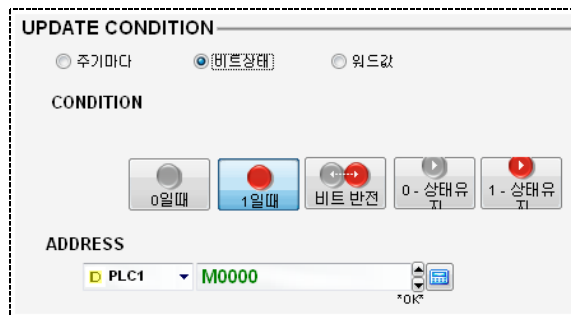 UPDATE CONDITION
주기마다 비트상태 워드값
CONDITION
0일때 1일때 비트 반전 0 - 상태유지 1 - 상태유지
ADDRESS
D PLC1 M0000
*OK*